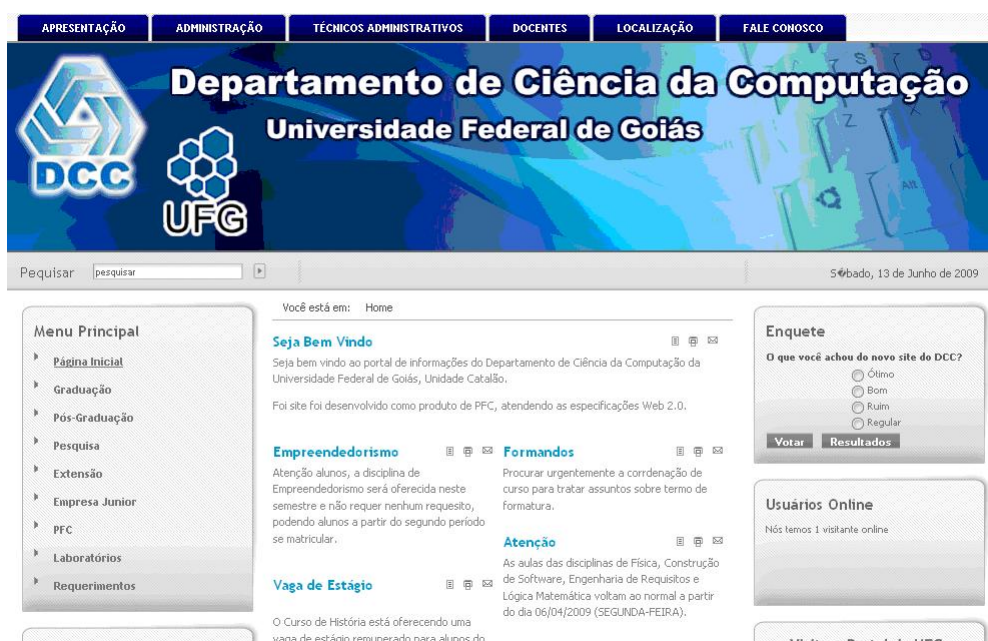 APRESENTAÇÃO ADMINISTRAÇÃO TÉCNICOS ADMINISTRATIVOS DOCENTES LOCALIZAÇÃO FALE CONOSCO
Departamento de Ciência da Computação
Universidade Federal de Goiás
DCC
UFG
Pequisar pesquisar
S�bado, 13 de Junho de 2009
Menu Principal
Página Inicial
Graduação
Pós-Graduação
Pesquisa
Extensão
Empresa Junior
PFC
Laboratórios
Requerimentos
Você está em: Home
Seja Bem Vindo
Seja bem vindo ao portal de informações do Departamento de Ciência da Computação da
Universidade Federal de Goiás, Unidade Catalão.
Foi site foi desenvolvido como produto de PFC, atendendo as especificações Web 2.0.
Empreendedorismo
Atenção alunos, a disciplina de
Empreendedorismo será oferecida neste
semestre e não requer nenhum requesito,
podendo alunos a partir do segundo período
se matricular.
Vaga de Estágio
O Curso de História está oferecendo uma
vaga de estágio remunerado para alunos do
Formandos
Procurar urgentemente a corrdenação de
curso para tratar assuntos sobre termo de
formatura.
Atenção
As aulas das disciplinas de Física, Construção
de Software, Engenharia de Requisitos e
Lógica Matemática voltam ao normal a partir
do dia 06/04/2009 (SEGUNDA-FEIRA).
Enquete
O que você achou do novo site do DCC?
Ótimo
Bom
Ruim
Regular
Votar Resultados
Usuários Online
Nós temos 1 visitante online